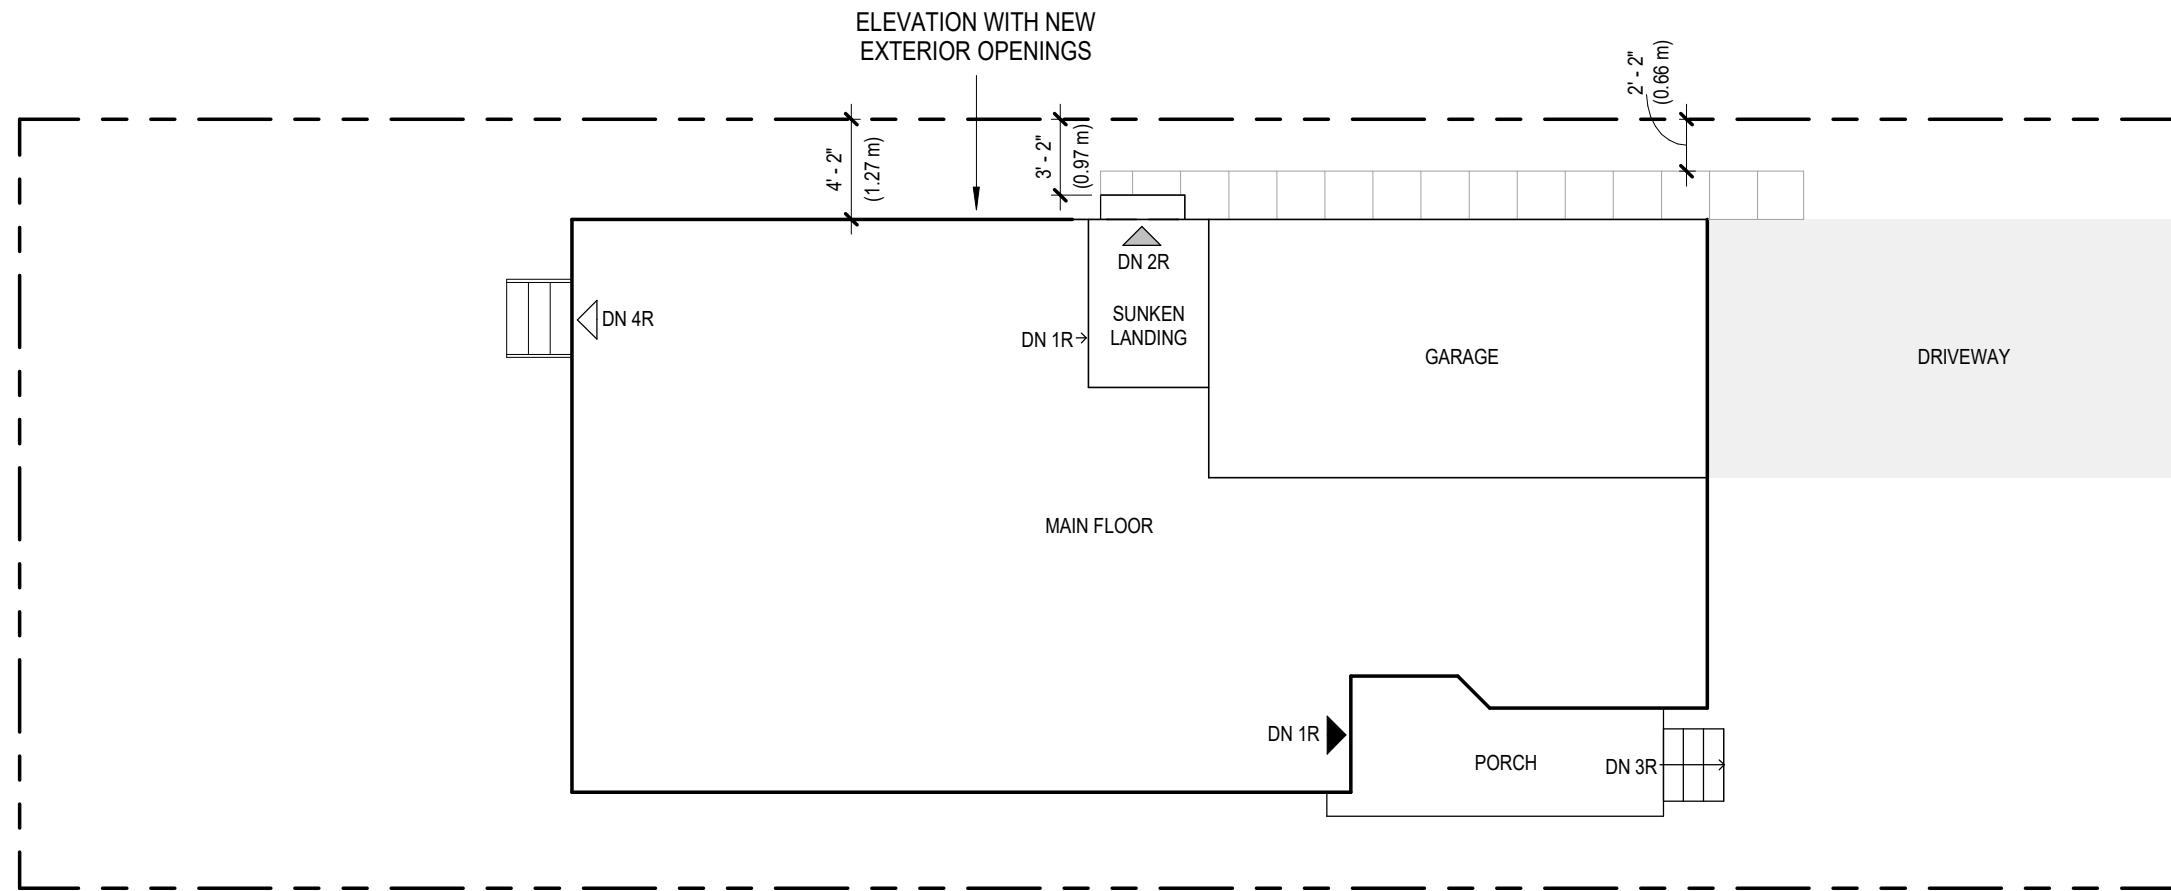 ELEVATION WITH NEW
EXTERIOR OPENINGS
2' - 2"
(0.66 m)
4' - 2"
(1.27 m)
3' - 2"
(0.97 m)
DN 2R
SUNKEN
LANDING
DN 4R
DN 1R
GARAGE
DRIVEWAY
MAIN FLOOR
DN 1R
PORCH
DN 3R